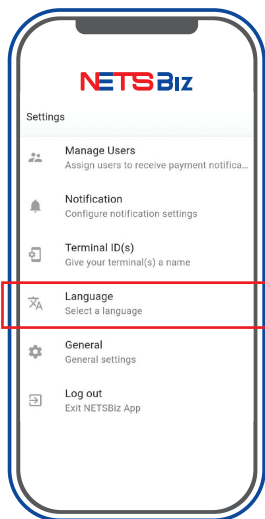 NETSBIZ
Settings
Manage Users
Assign users to receive payment notifica...
Notification
Configure notification settings
Terminal ID(s)
Give your terminal(s) a name
Language
Select a language
General
General settings
Log out
Exit NETSBiz App